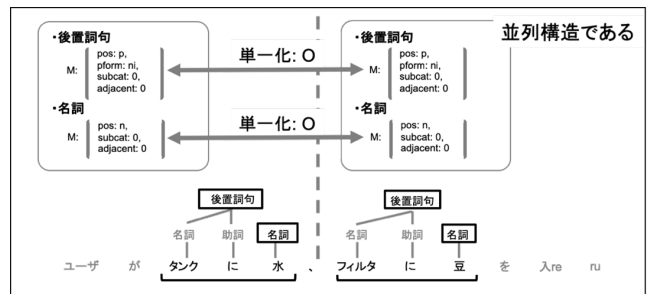 並列構造である
・後置詞句
M:
pos: p,
pform: ni,
subcat: 0,
adjacent: 0
・名詞
M:
pos: n,
subcat: 0,
adjacent: 0
単一化: O
単一化: O
・後置詞句
M:
pos: p,
pform: ni,
subcat: 0,
adjacent: 0
・名詞
M:
pos: n,
subcat: 0,
adjacent: 0
後置詞句 後置詞句
名詞 助詞 名詞 名詞 助詞 名詞
ユーザ が タンク に 水 、 フィルタ に 豆 を 入re ru